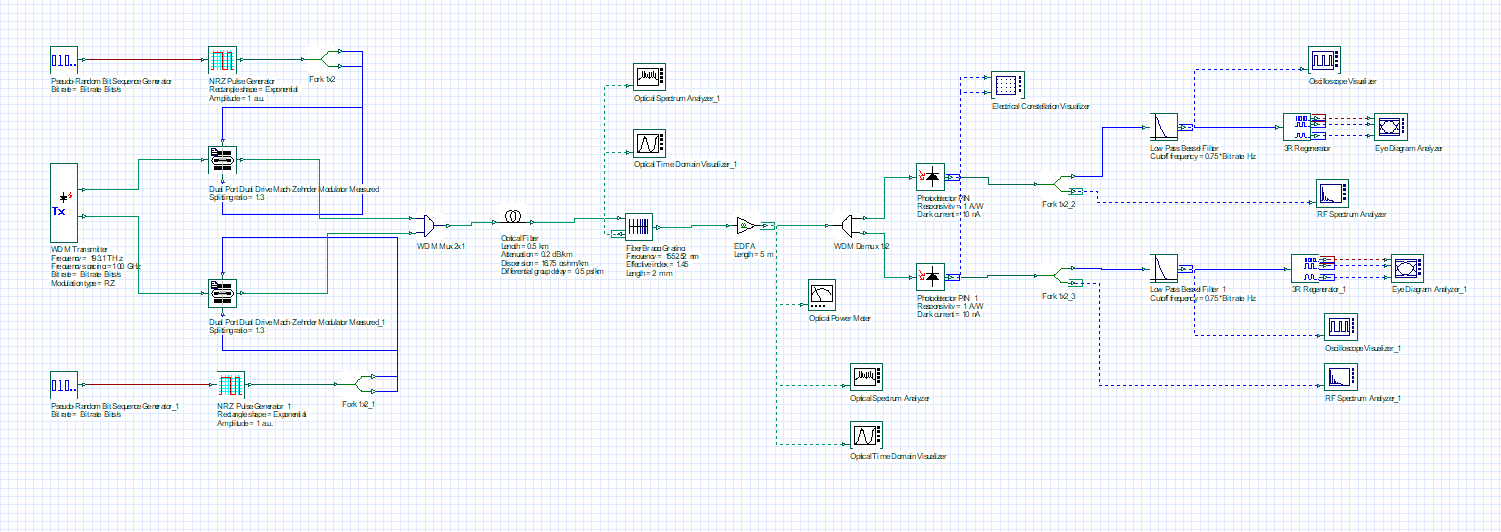 Pseudo-Random Bit Sequence Generator
Bit rate = Bit rate Bits/s
NRZ Pulse Generator
Rectangle shape = Exponential
Amplitude = 1 a.u.
Fork 1x2
Dual Port Dual Drive Mach-Zehnder Modulator Measured
Splitting ratio = 1.3
Tx
WDM Transmitter
Frequency = 193.1 THz
Frequency spacing = 100 GHz
Bit rate = Bit rate Bits/s
Modulation type = RZ
Dual Port Dual Drive Mach-Zehnder Modulator Measured_1
Splitting ratio = 1.3
Pseudo-Random Bit Sequence Generator_1
Bit rate = Bit rate Bits/s
NRZ Pulse Generator_1
Rectangle shape = Exponential
Amplitude = 1 a.u.
Fork 1x2_1
WDM Mux 2x1
Optical Fiber
Length = 0.5 km
Attenuation = 0.2 dB/km
Dispersion = 16.75 ps/nm/km
Differential group delay = 0.5 ps/km
Optical Spectrum Analyzer_1
Optical Time Domain Visualizer_1
Fiber Bragg Grating
Effective index = 1.45
Length = 2 mm
EDFA
Length = 5 m
WDM Demux 1x2
Optical Power Meter
Optical Spectrum Analyzer
Optical Time Domain Visualizer
Electrical Constellation Visualizer
Photodetector PIN
Responsivity = 1 A/W
Dark current = 10 nA
Photodetector PIN_1
Responsivity = 1 A/W
Dark current = 10 nA
Fork 1x2_2
Fork 1x2_3
Low Pass Bessel Filter
Cutoff frequency = 0.75 * Bit rate Hz
Oscilloscope Visualizer
3R Regenerator
Eye Diagram Analyzer
RF Spectrum Analyzer
Low Pass Bessel Filter_1
Cutoff frequency = 0.75 * Bit rate Hz
3R Regenerator_1
Eye Diagram Analyzer_1
Oscilloscope Visualizer_1
RF Spectrum Analyzer_1